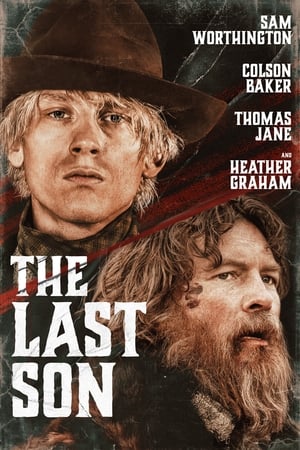 SAM
WORTHINGTON
COLSON
BAKER
THOMAS
JANE
AND
HEATHER
GRAHAM
THE
LAST
SON